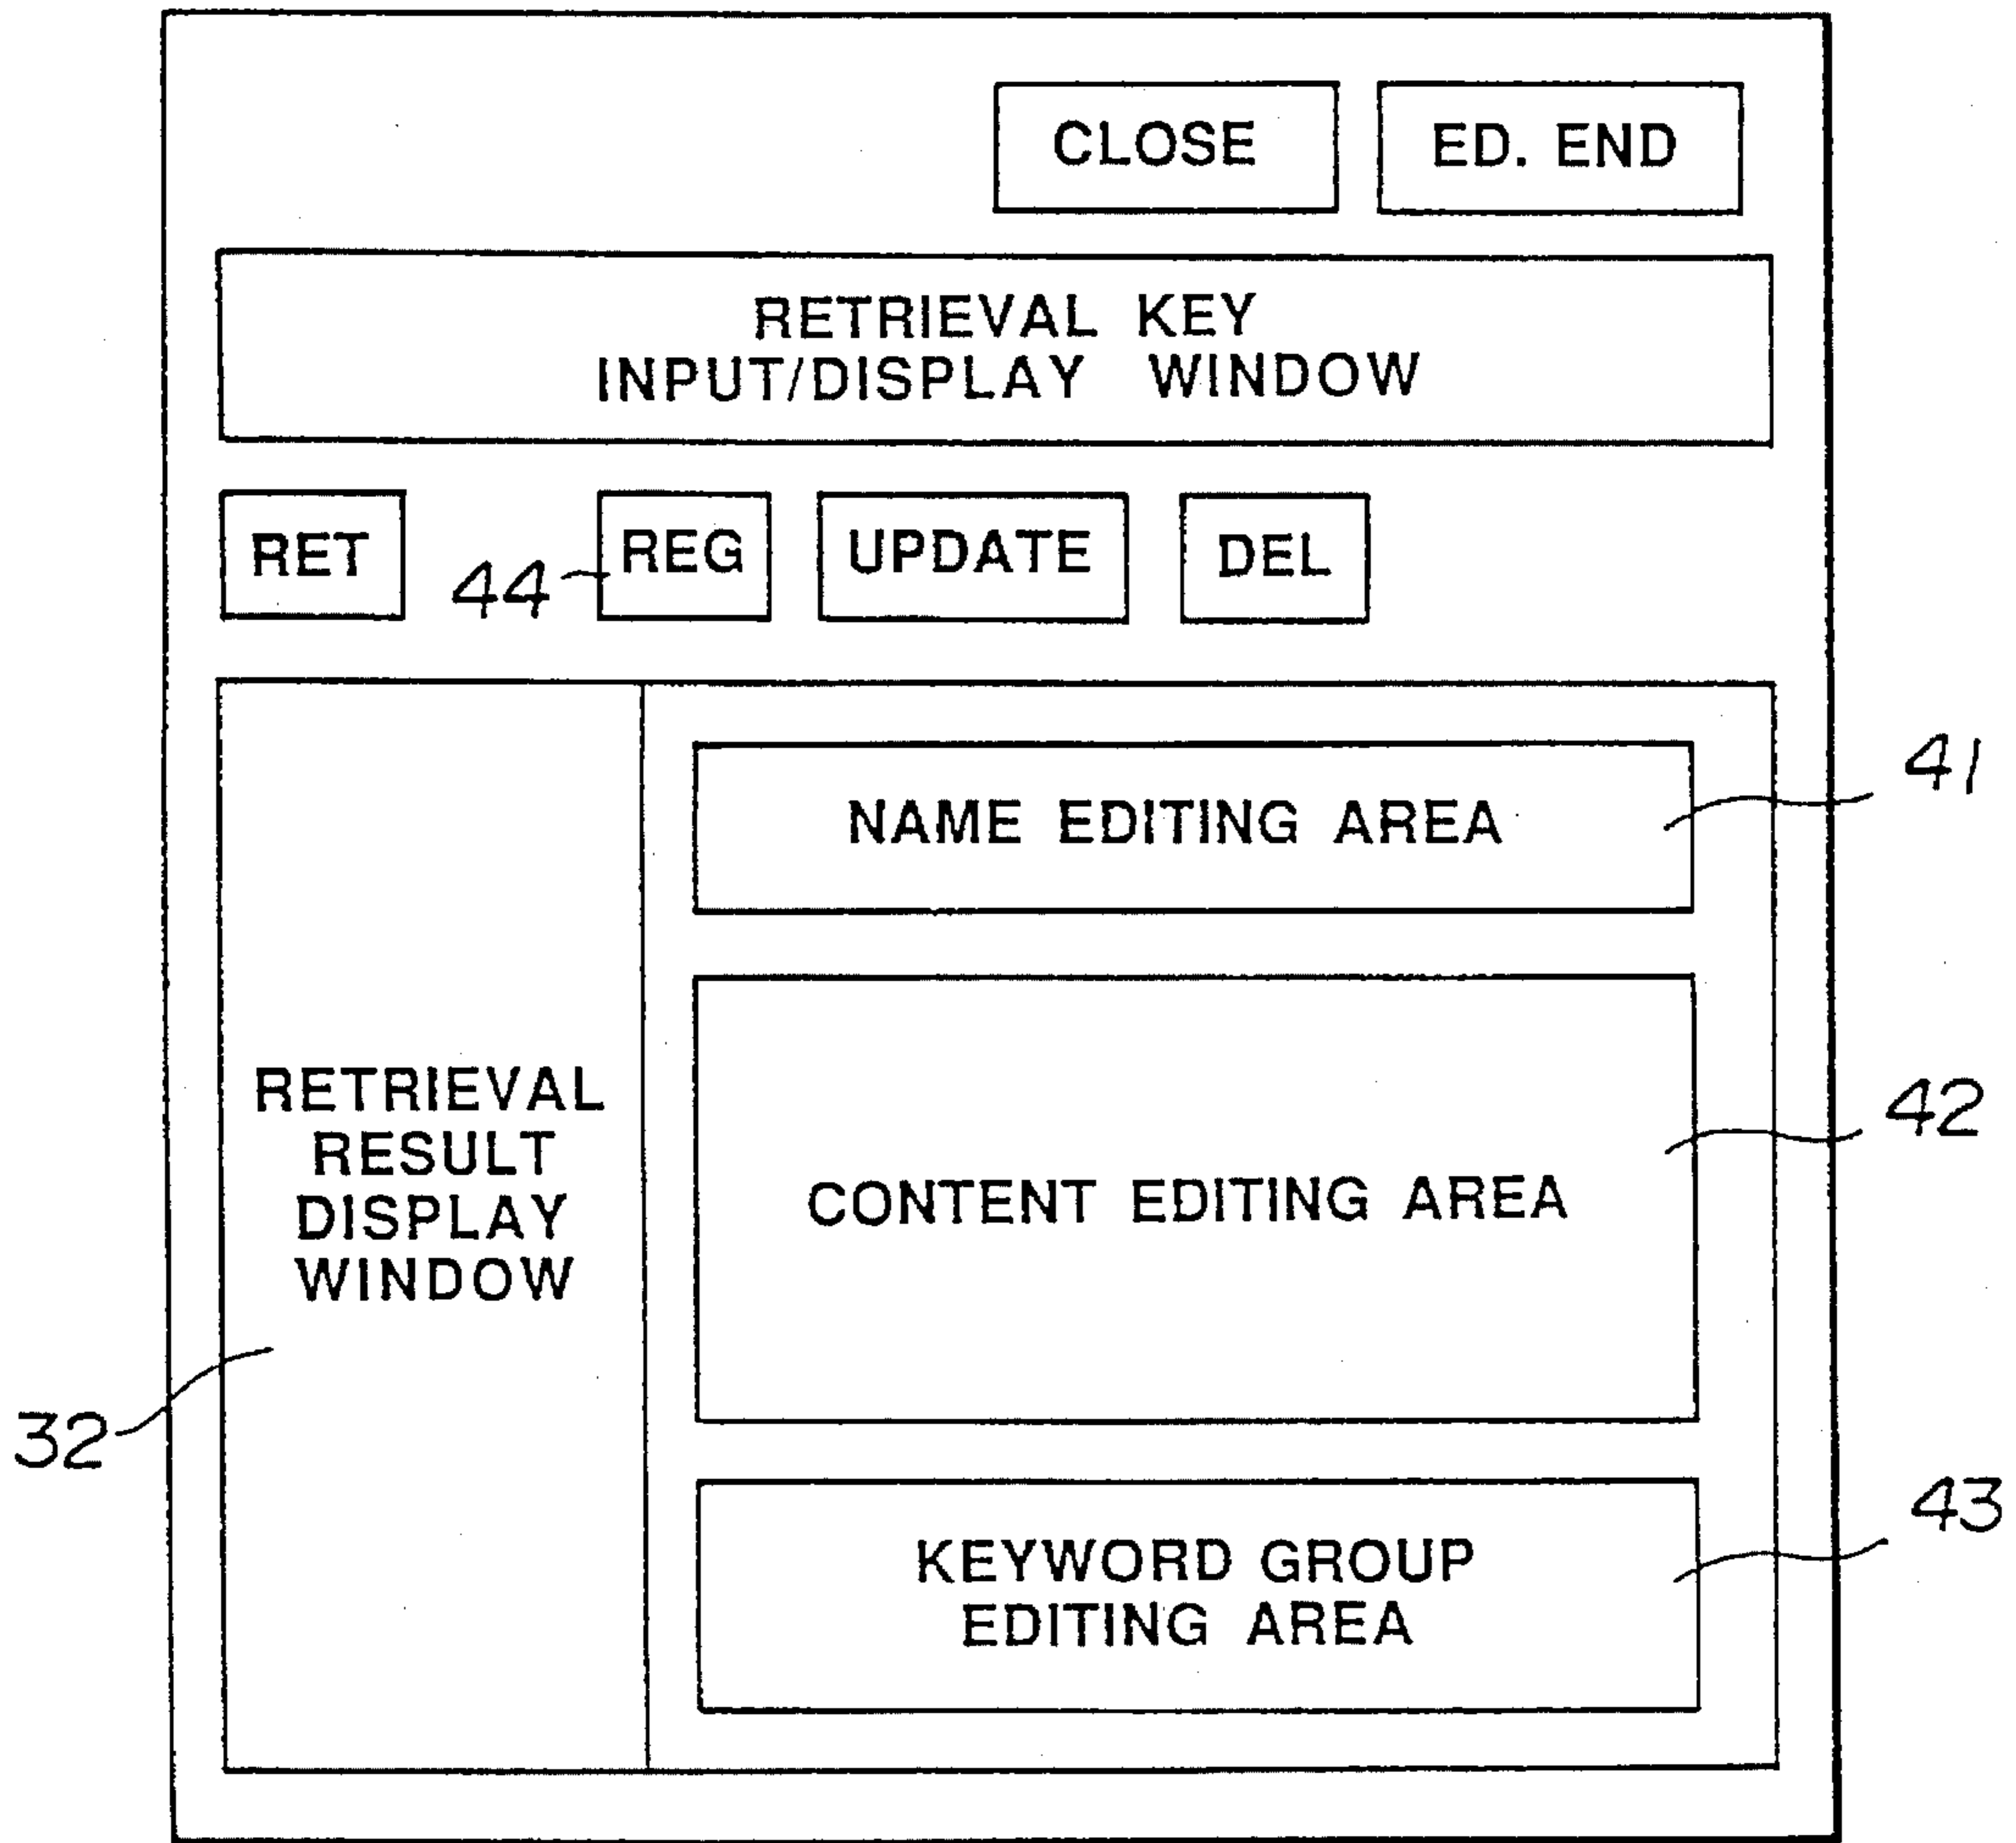 CLOSE ED. END
RETRIEVAL KEY
INPUT/DISPLAY WINDOW
RET 44 REG UPDATE DEL
41
NAME EDITING AREA
42
CONTENT EDITING AREA
RETRIEVAL
RESULT
DISPLAY
WINDOW
32
43
KEYWORD GROUP
EDITING AREA